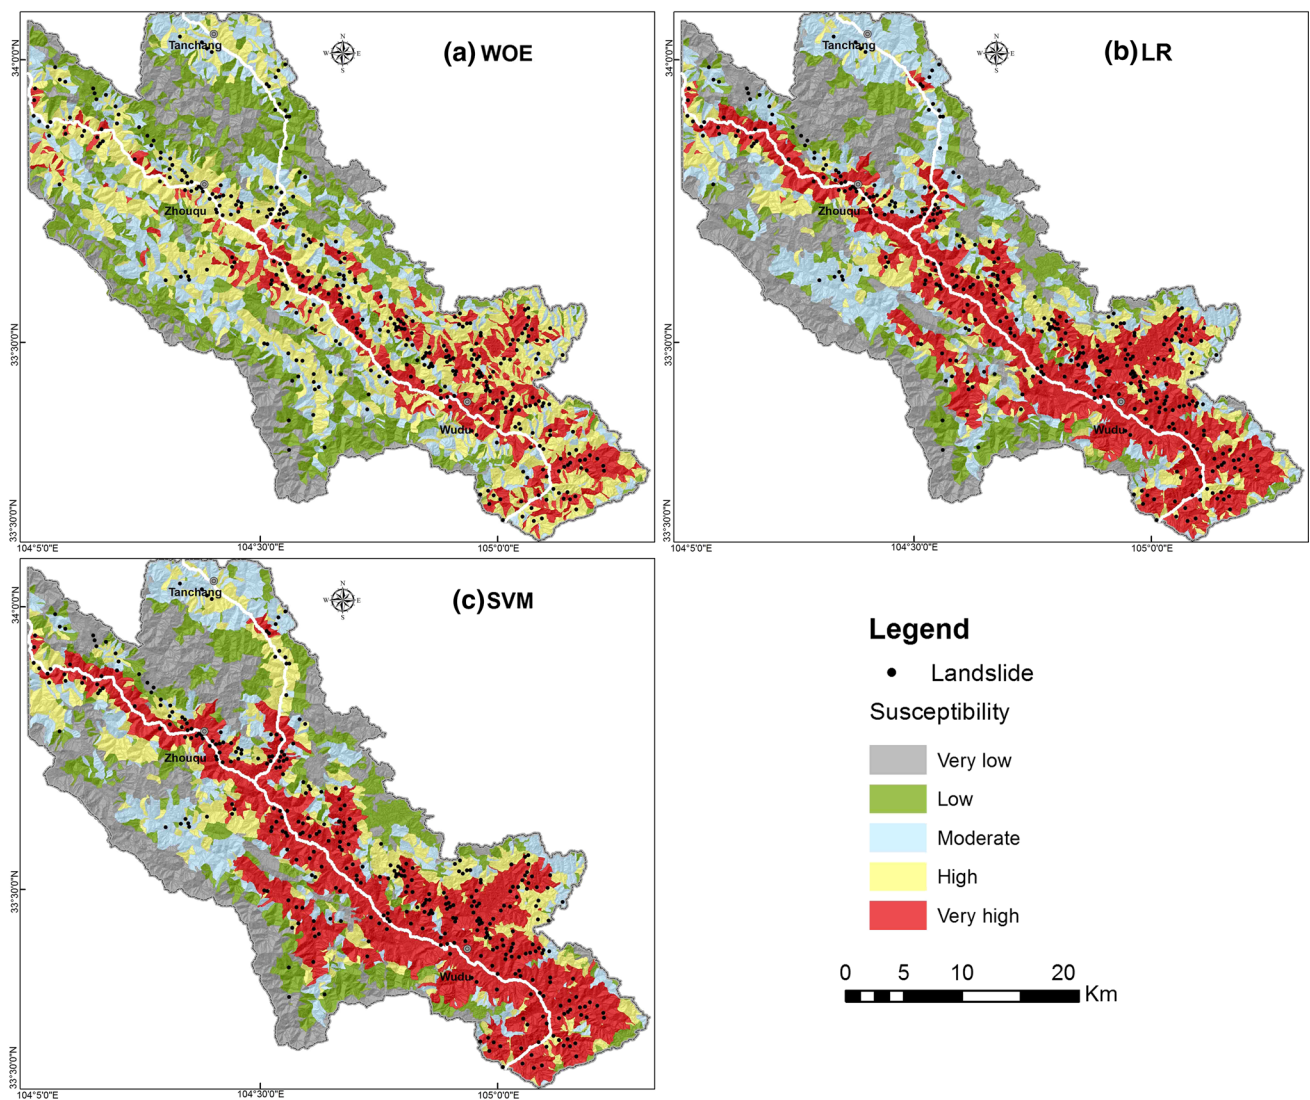 (a) WOE
N
W E
S
Tanchang
Zhouqu
Wudu
34°0'0"N
33°30'0"N
33°30'0"N
104°5'0"E
104°30'0"E
105°0'0"E
(b) LR
N
W E
S
Tanchang
Zhouqu
Wudu
34°0'0"N
33°30'0"N
33°30'0"N
104°5'0"E
104°30'0"E
105°0'0"E
(c) SVM
N
W E
S
Tanchang
Zhouqu
Wudu
34°0'0"N
33°30'0"N
33°30'0"N
104°5'0"E
104°30'0"E
105°0'0"E
Legend
Landslide
Susceptibility
Very low
Low
Moderate
High
Very high
0 5 10 20
Km